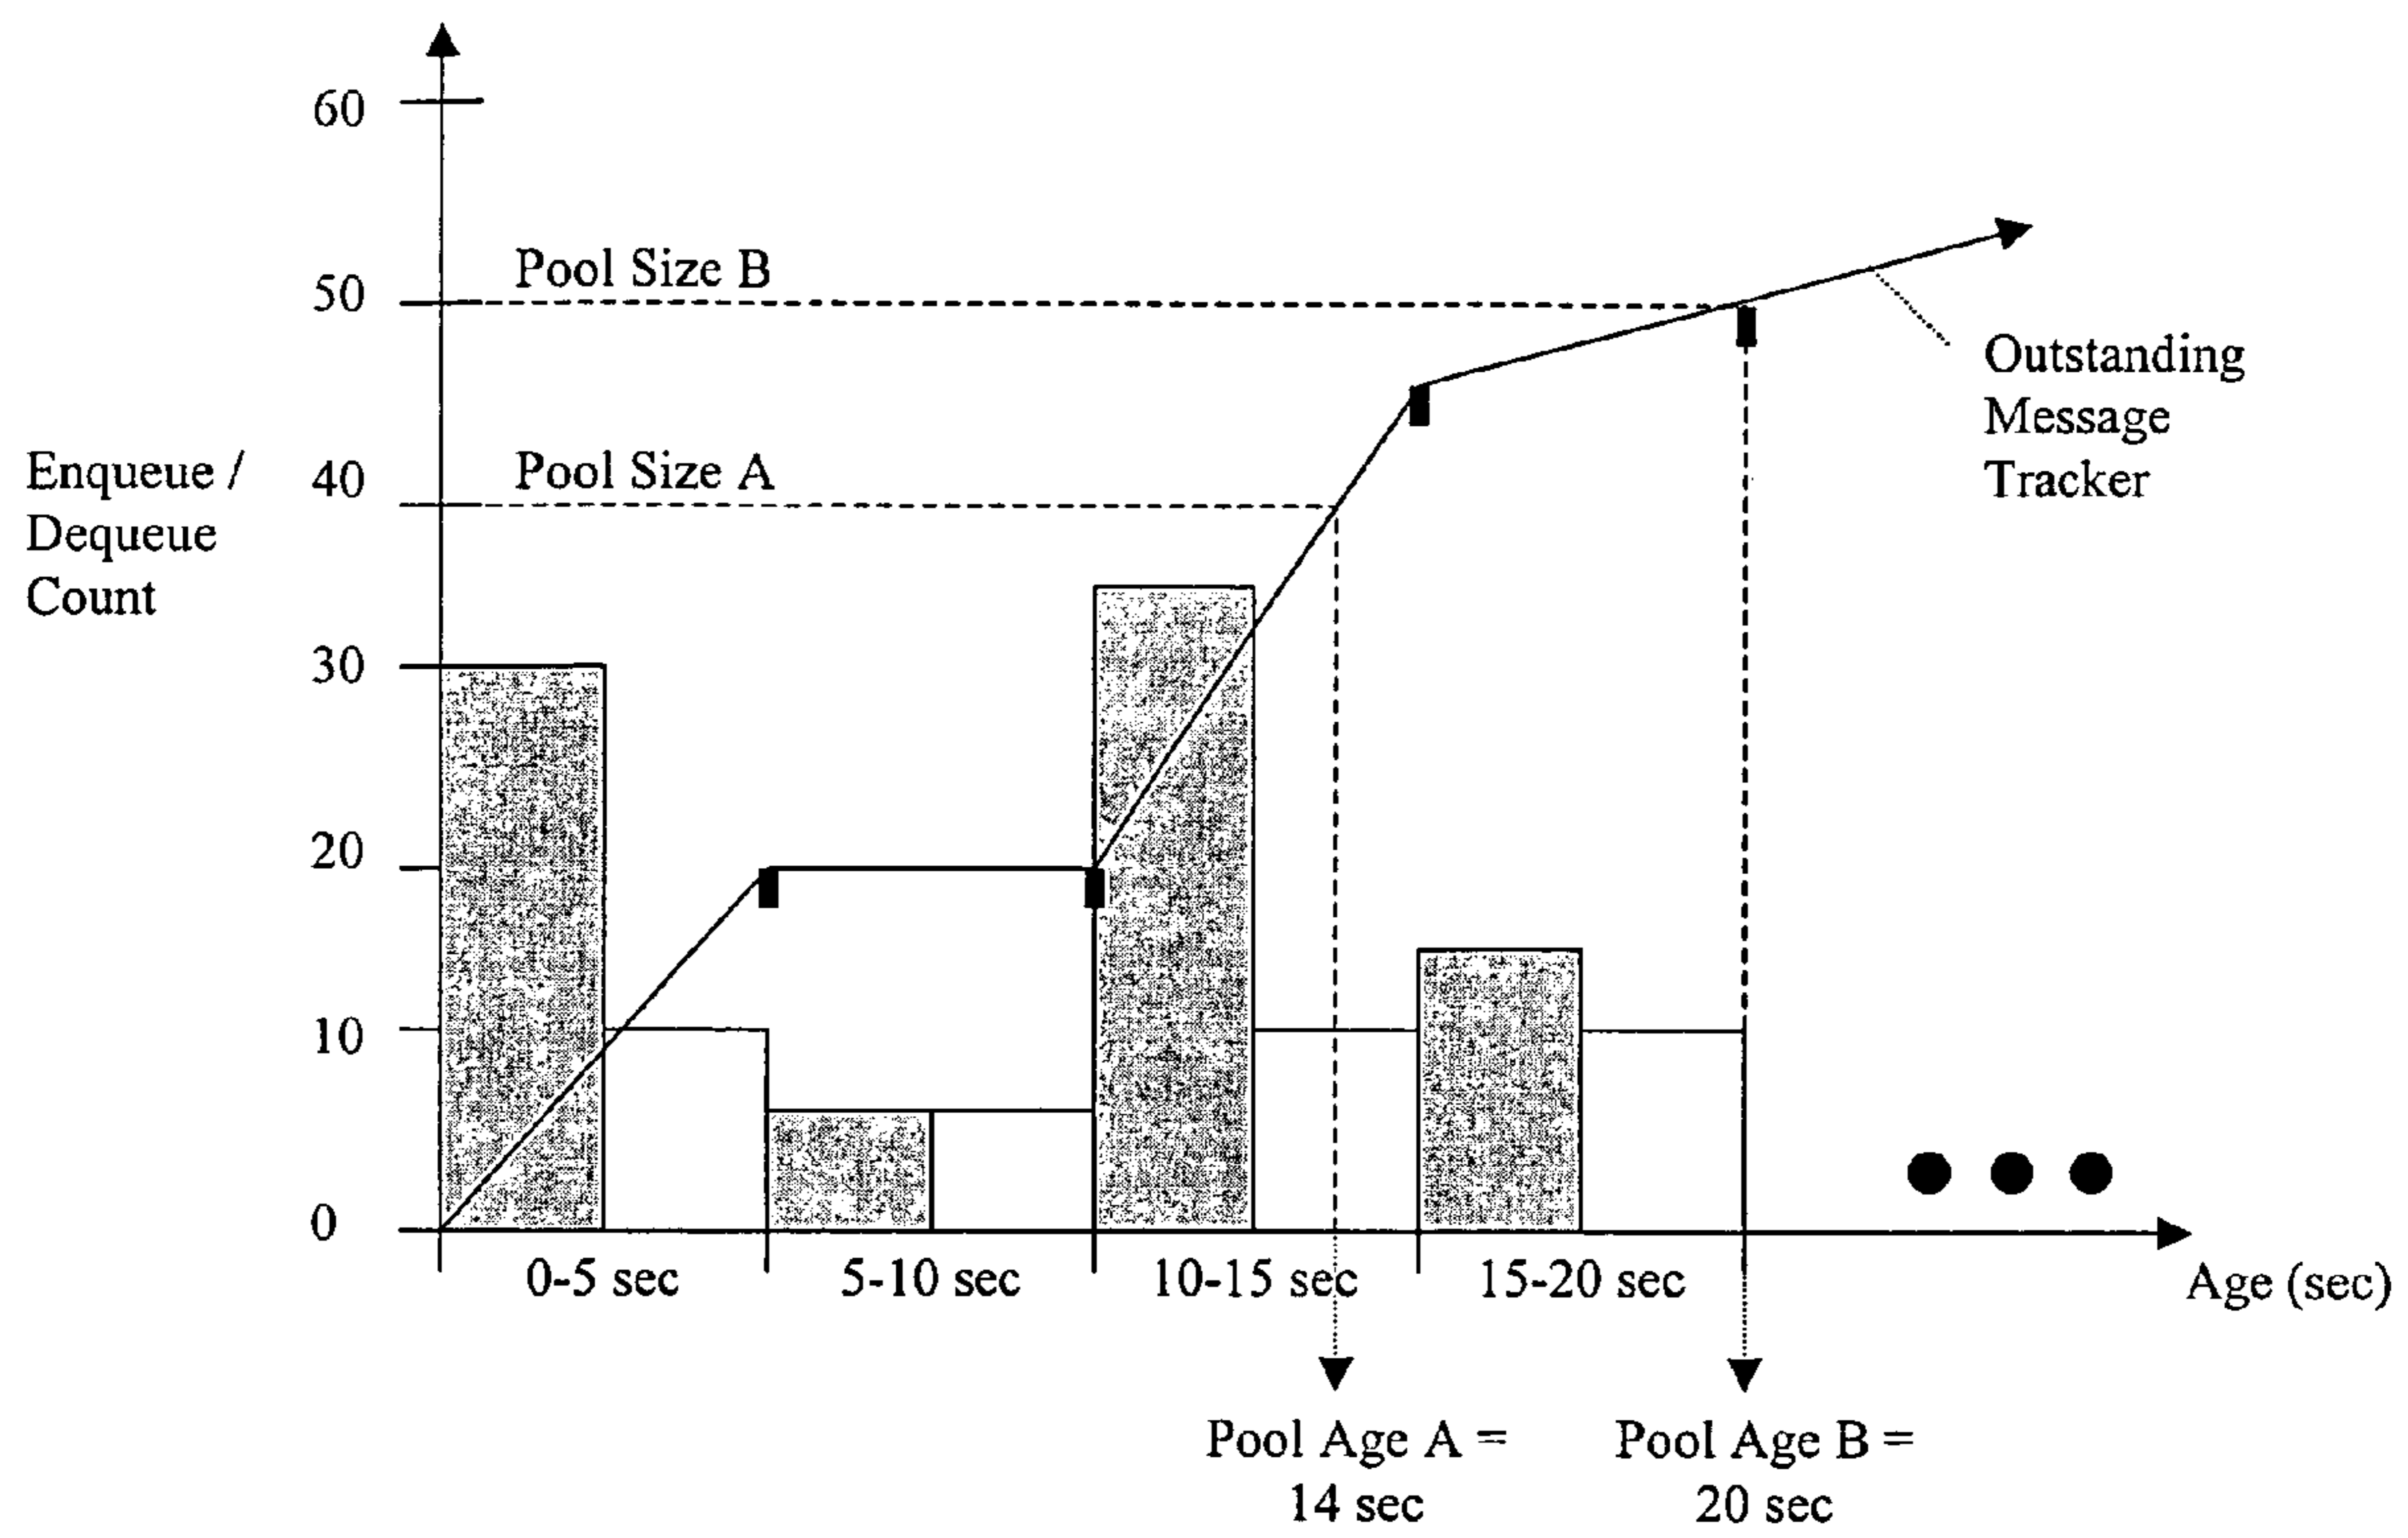 60
50
40
30
20
10
0
Enqueue /
Dequeue
Count
Pool Size B
Pool Size A
Outstanding
Message
Tracker
0-5 sec
5-10 sec
10-15 sec
15-20 sec
Age (sec)
Pool Age A =
14 sec
Pool Age B =
20 sec